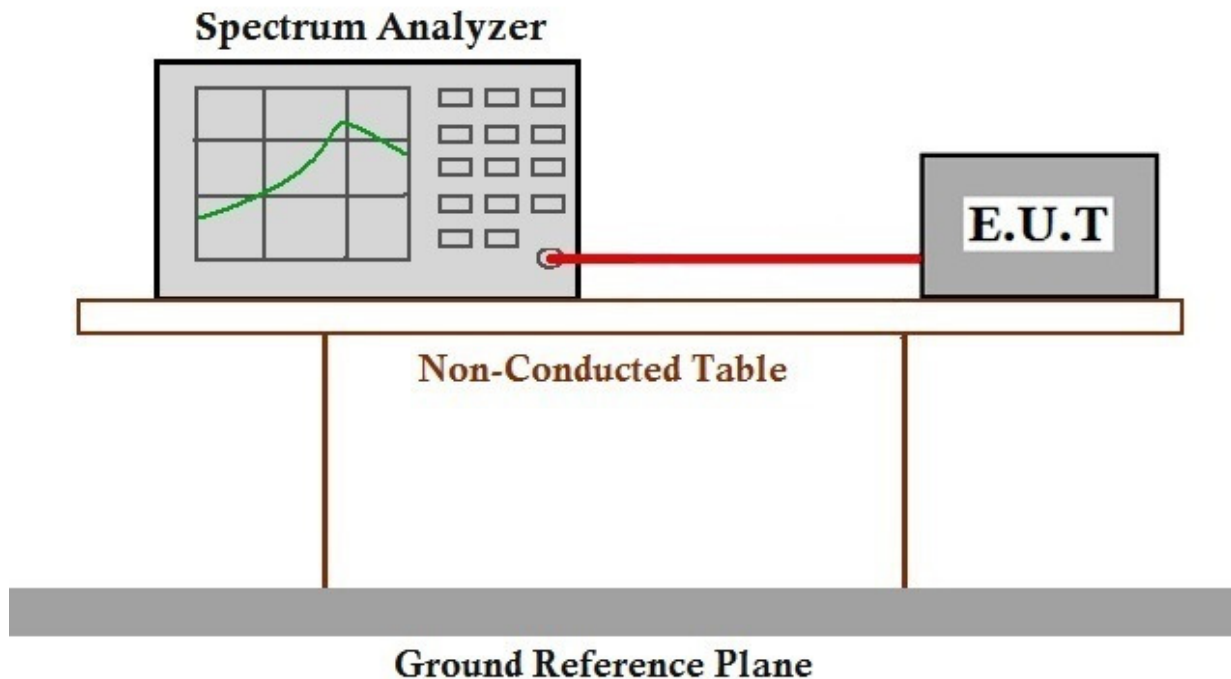 Spectrum Analyzer
E.U.T
Non-Conducted Table
Ground Reference Plane